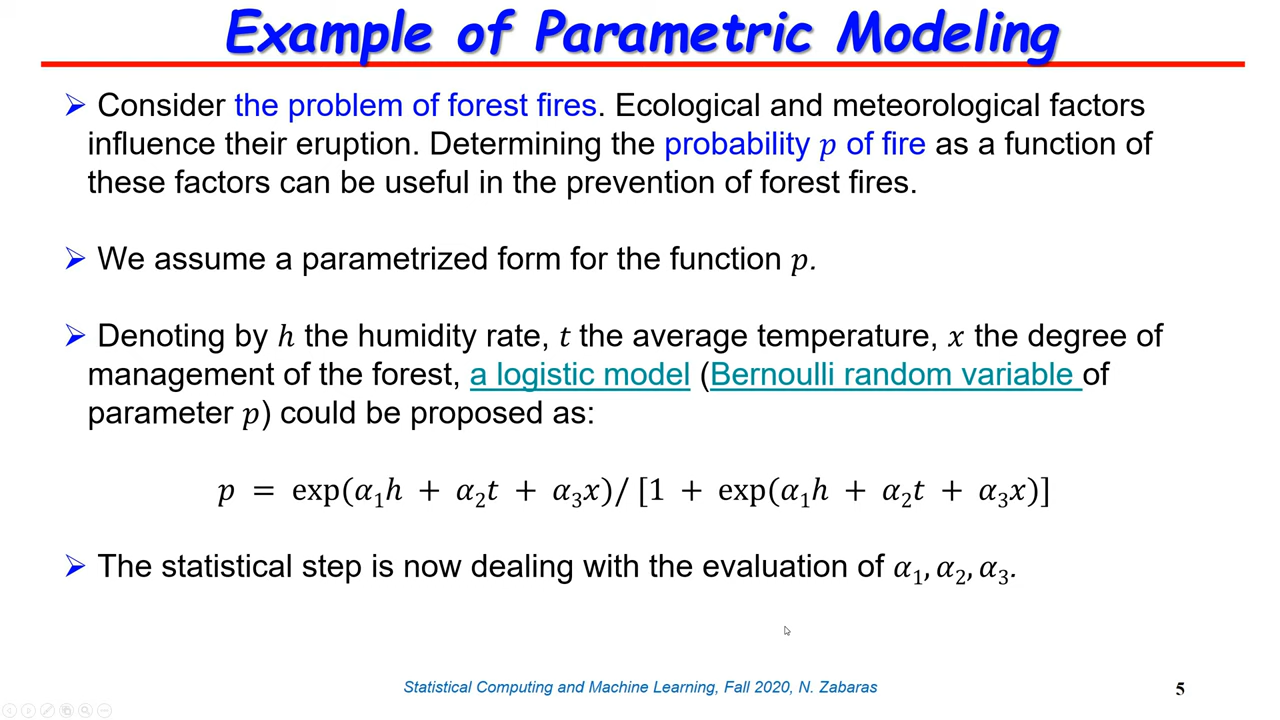 Example of Parametric Modeling
➢ Consider the problem of forest fires. Ecological and meteorological factors
influence their eruption. Determining the probability p of fire as a function of
these factors can be useful in the prevention of forest fires.
➢ We assume a parametrized form for the function p.
➢ Denoting by h the humidity rate, t the average temperature, x the degree of
management of the forest, a logistic model (Bernoulli random variable of
parameter p) could be proposed as:
p = exp(α₁h + α₂t + α₃x)/ [1 + exp(α₁h + α₂t + α₃x)]
➢ The statistical step is now dealing with the evaluation of α₁, α₂, α₃.
Statistical Computing and Machine Learning, Fall 2020, N. Zabaras
5